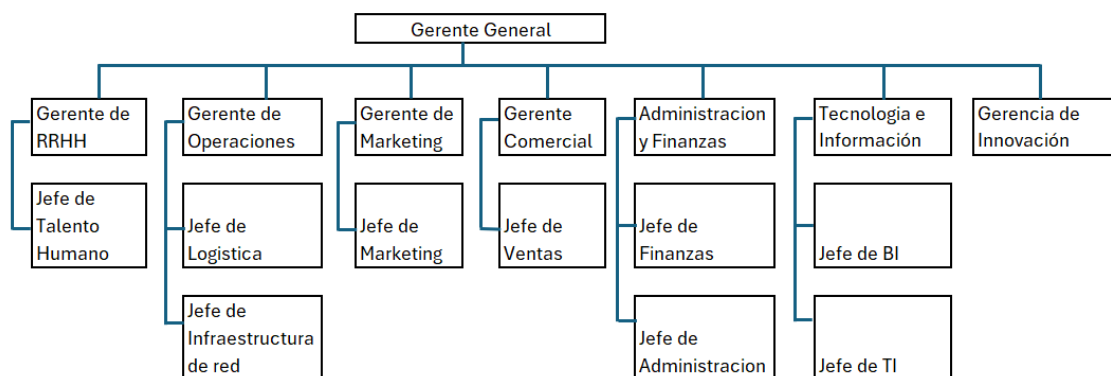 Gerente General
Gerente de
RRHH
Gerente de
Operaciones
Gerente de
Marketing
Gerente
Comercial
Administracion
y Finanzas
Tecnologia e
Información
Gerencia de
Innovación
Jefe de
Talento
Humano
Jefe de
Logistica
Jefe de
Marketing
Jefe de
Ventas
Jefe de
Finanzas
Jefe de BI
Jefe de
Infraestructura
de red
Jefe de
Administracion
Jefe de TI